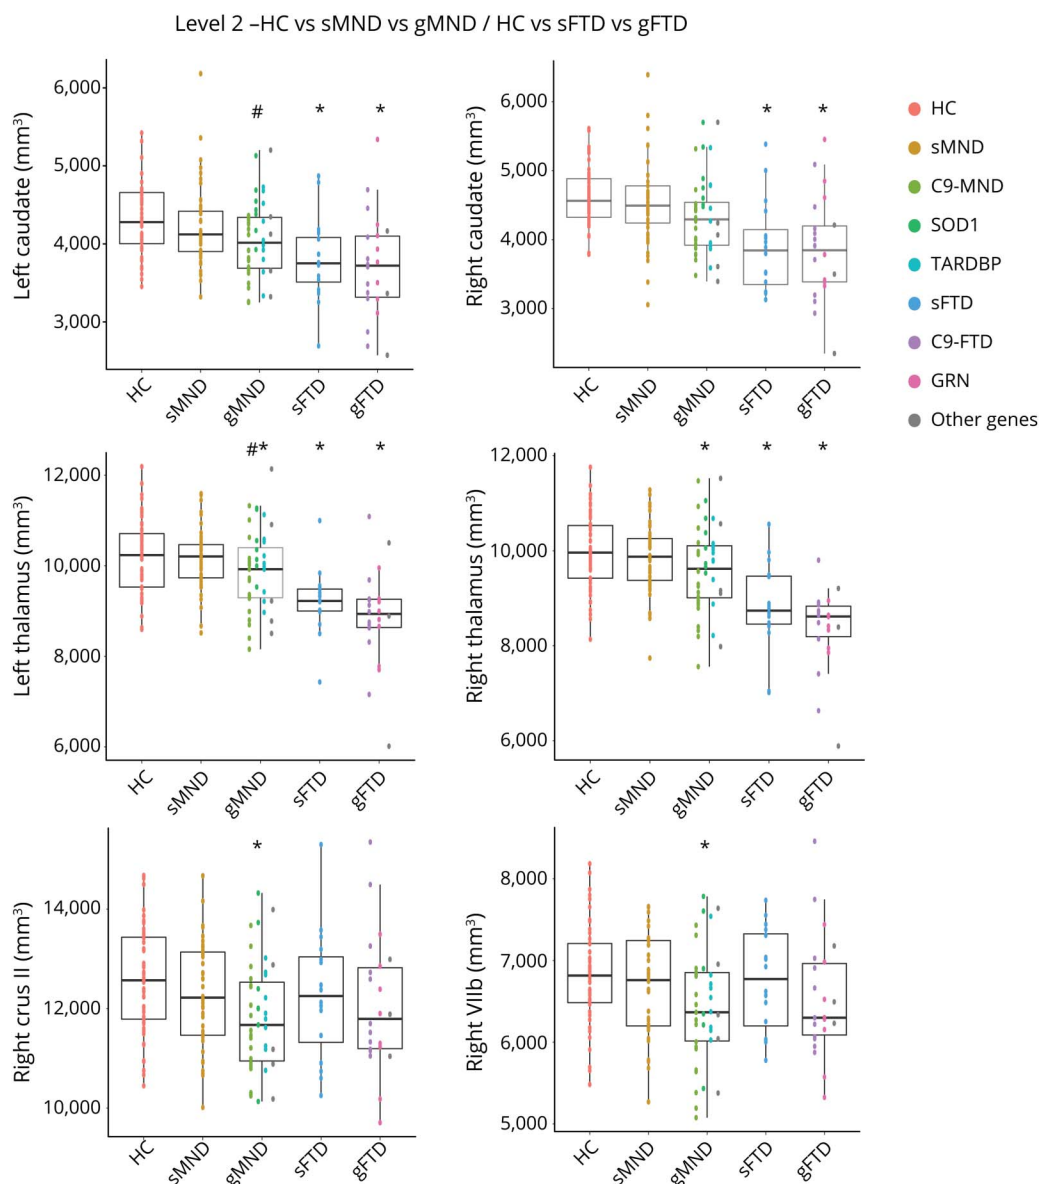 Level 2 –HC vs sMND vs gMND / HC vs sFTD vs gFTD
Left caudate (mm³)
6,000
5,000
4,000
3,000
# * *
HC sMND gMND sFTD gFTD
Right caudate (mm³)
6,000
5,000
4,000
3,000
* *
HC sMND gMND sFTD gFTD
HC
sMND
C9-MND
SOD1
TARDBP
sFTD
C9-FTD
GRN
Other genes
Left thalamus (mm³)
12,000
10,000
8,000
6,000
#* * *
HC sMND gMND sFTD gFTD
Right thalamus (mm³)
12,000
10,000
8,000
6,000
* * *
HC sMND gMND sFTD gFTD
Right crus II (mm³)
14,000
12,000
10,000
*
HC sMND gMND sFTD gFTD
Right VIIb (mm³)
8,000
7,000
6,000
5,000
*
HC sMND gMND sFTD gFTD